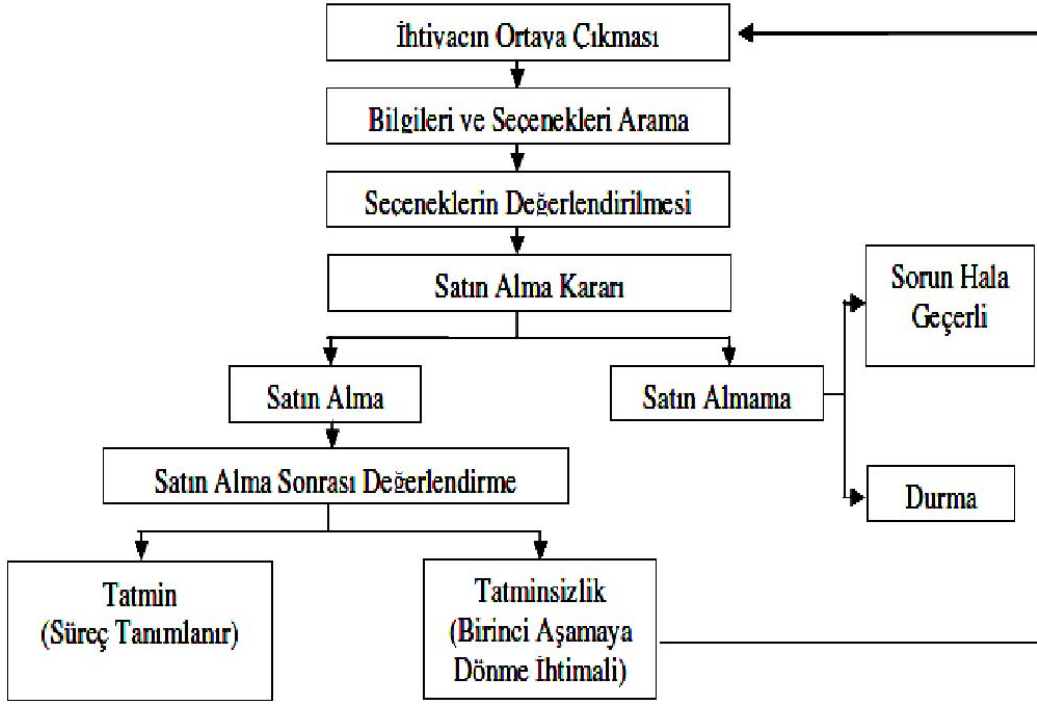 İhtiyacın Ortaya Çıkması
Bilgileri ve Seçenekleri Arama
Seçeneklerin Değerlendirilmesi
Satın Alma Kararı
Sorun Hala
Geçerli
Satın Alma
Satın Almama
Satın Alma Sonrası Değerlendirme
Durma
Tatmin
(Süreç Tanımlanır)
Tatminsizlik
(Birinci Aşamaya
Dönme İhtimali)